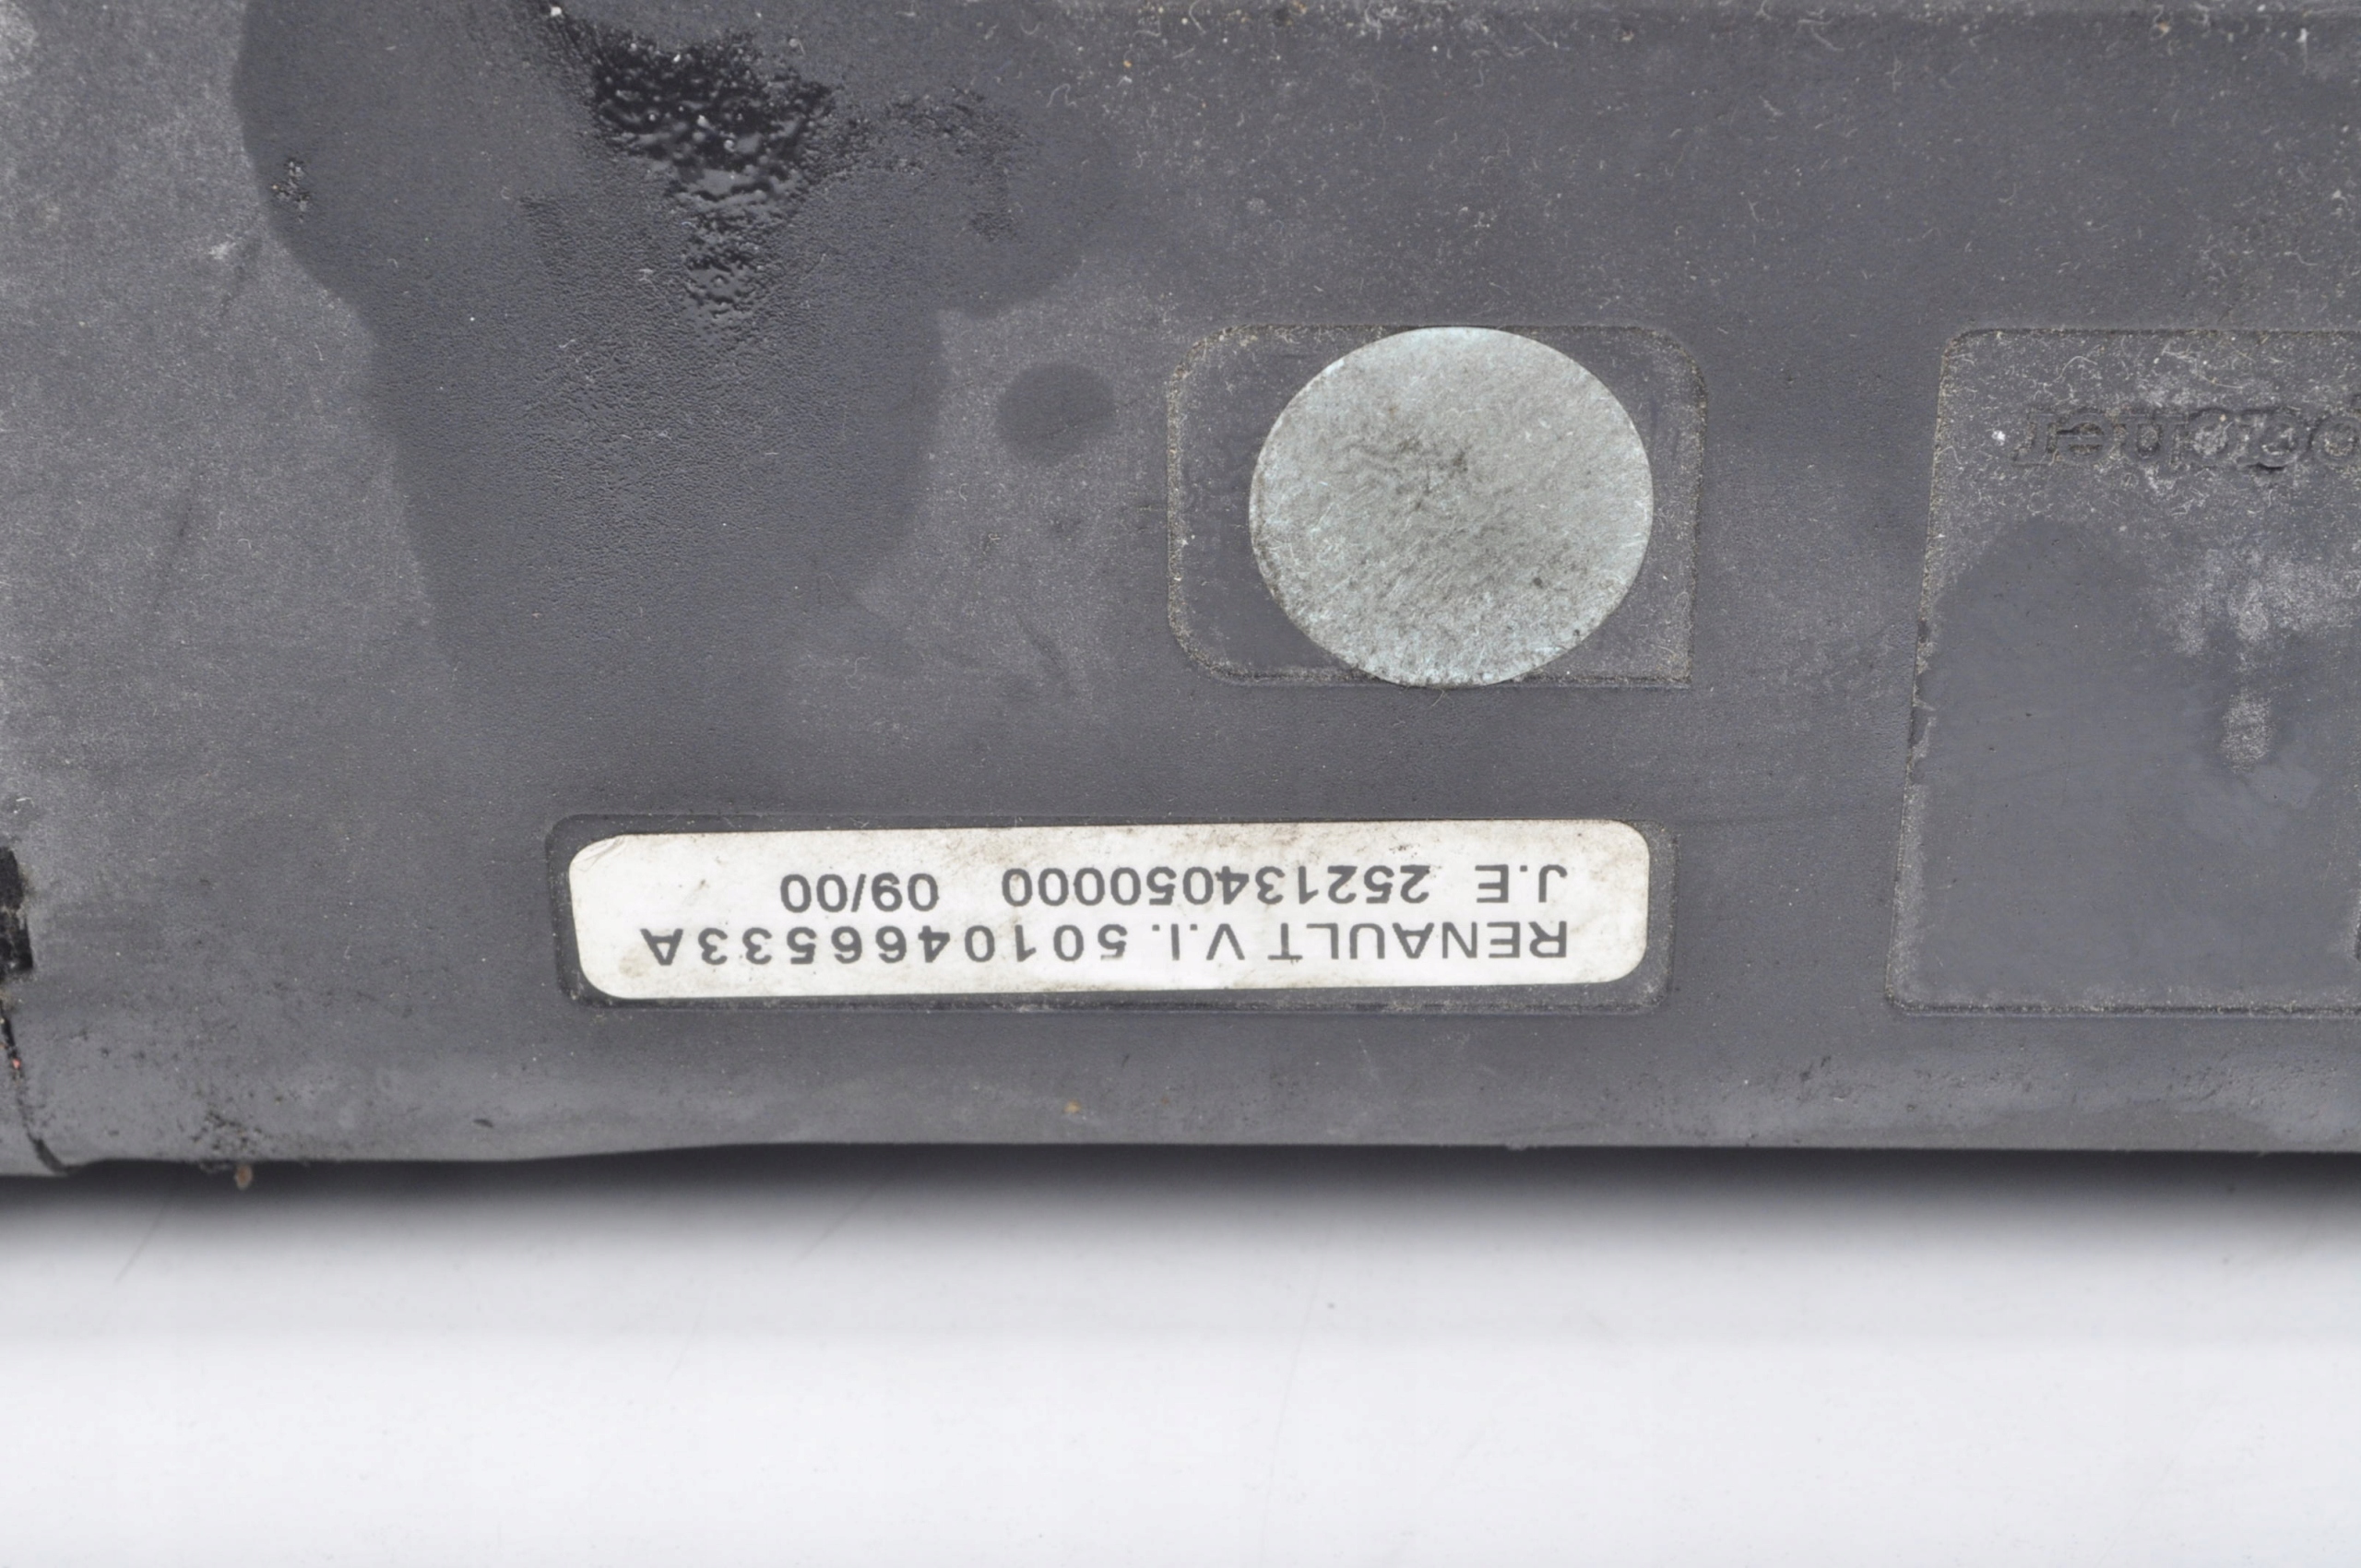 RENAULT V.I. 5010466533A
J.E 252134050000 09/00